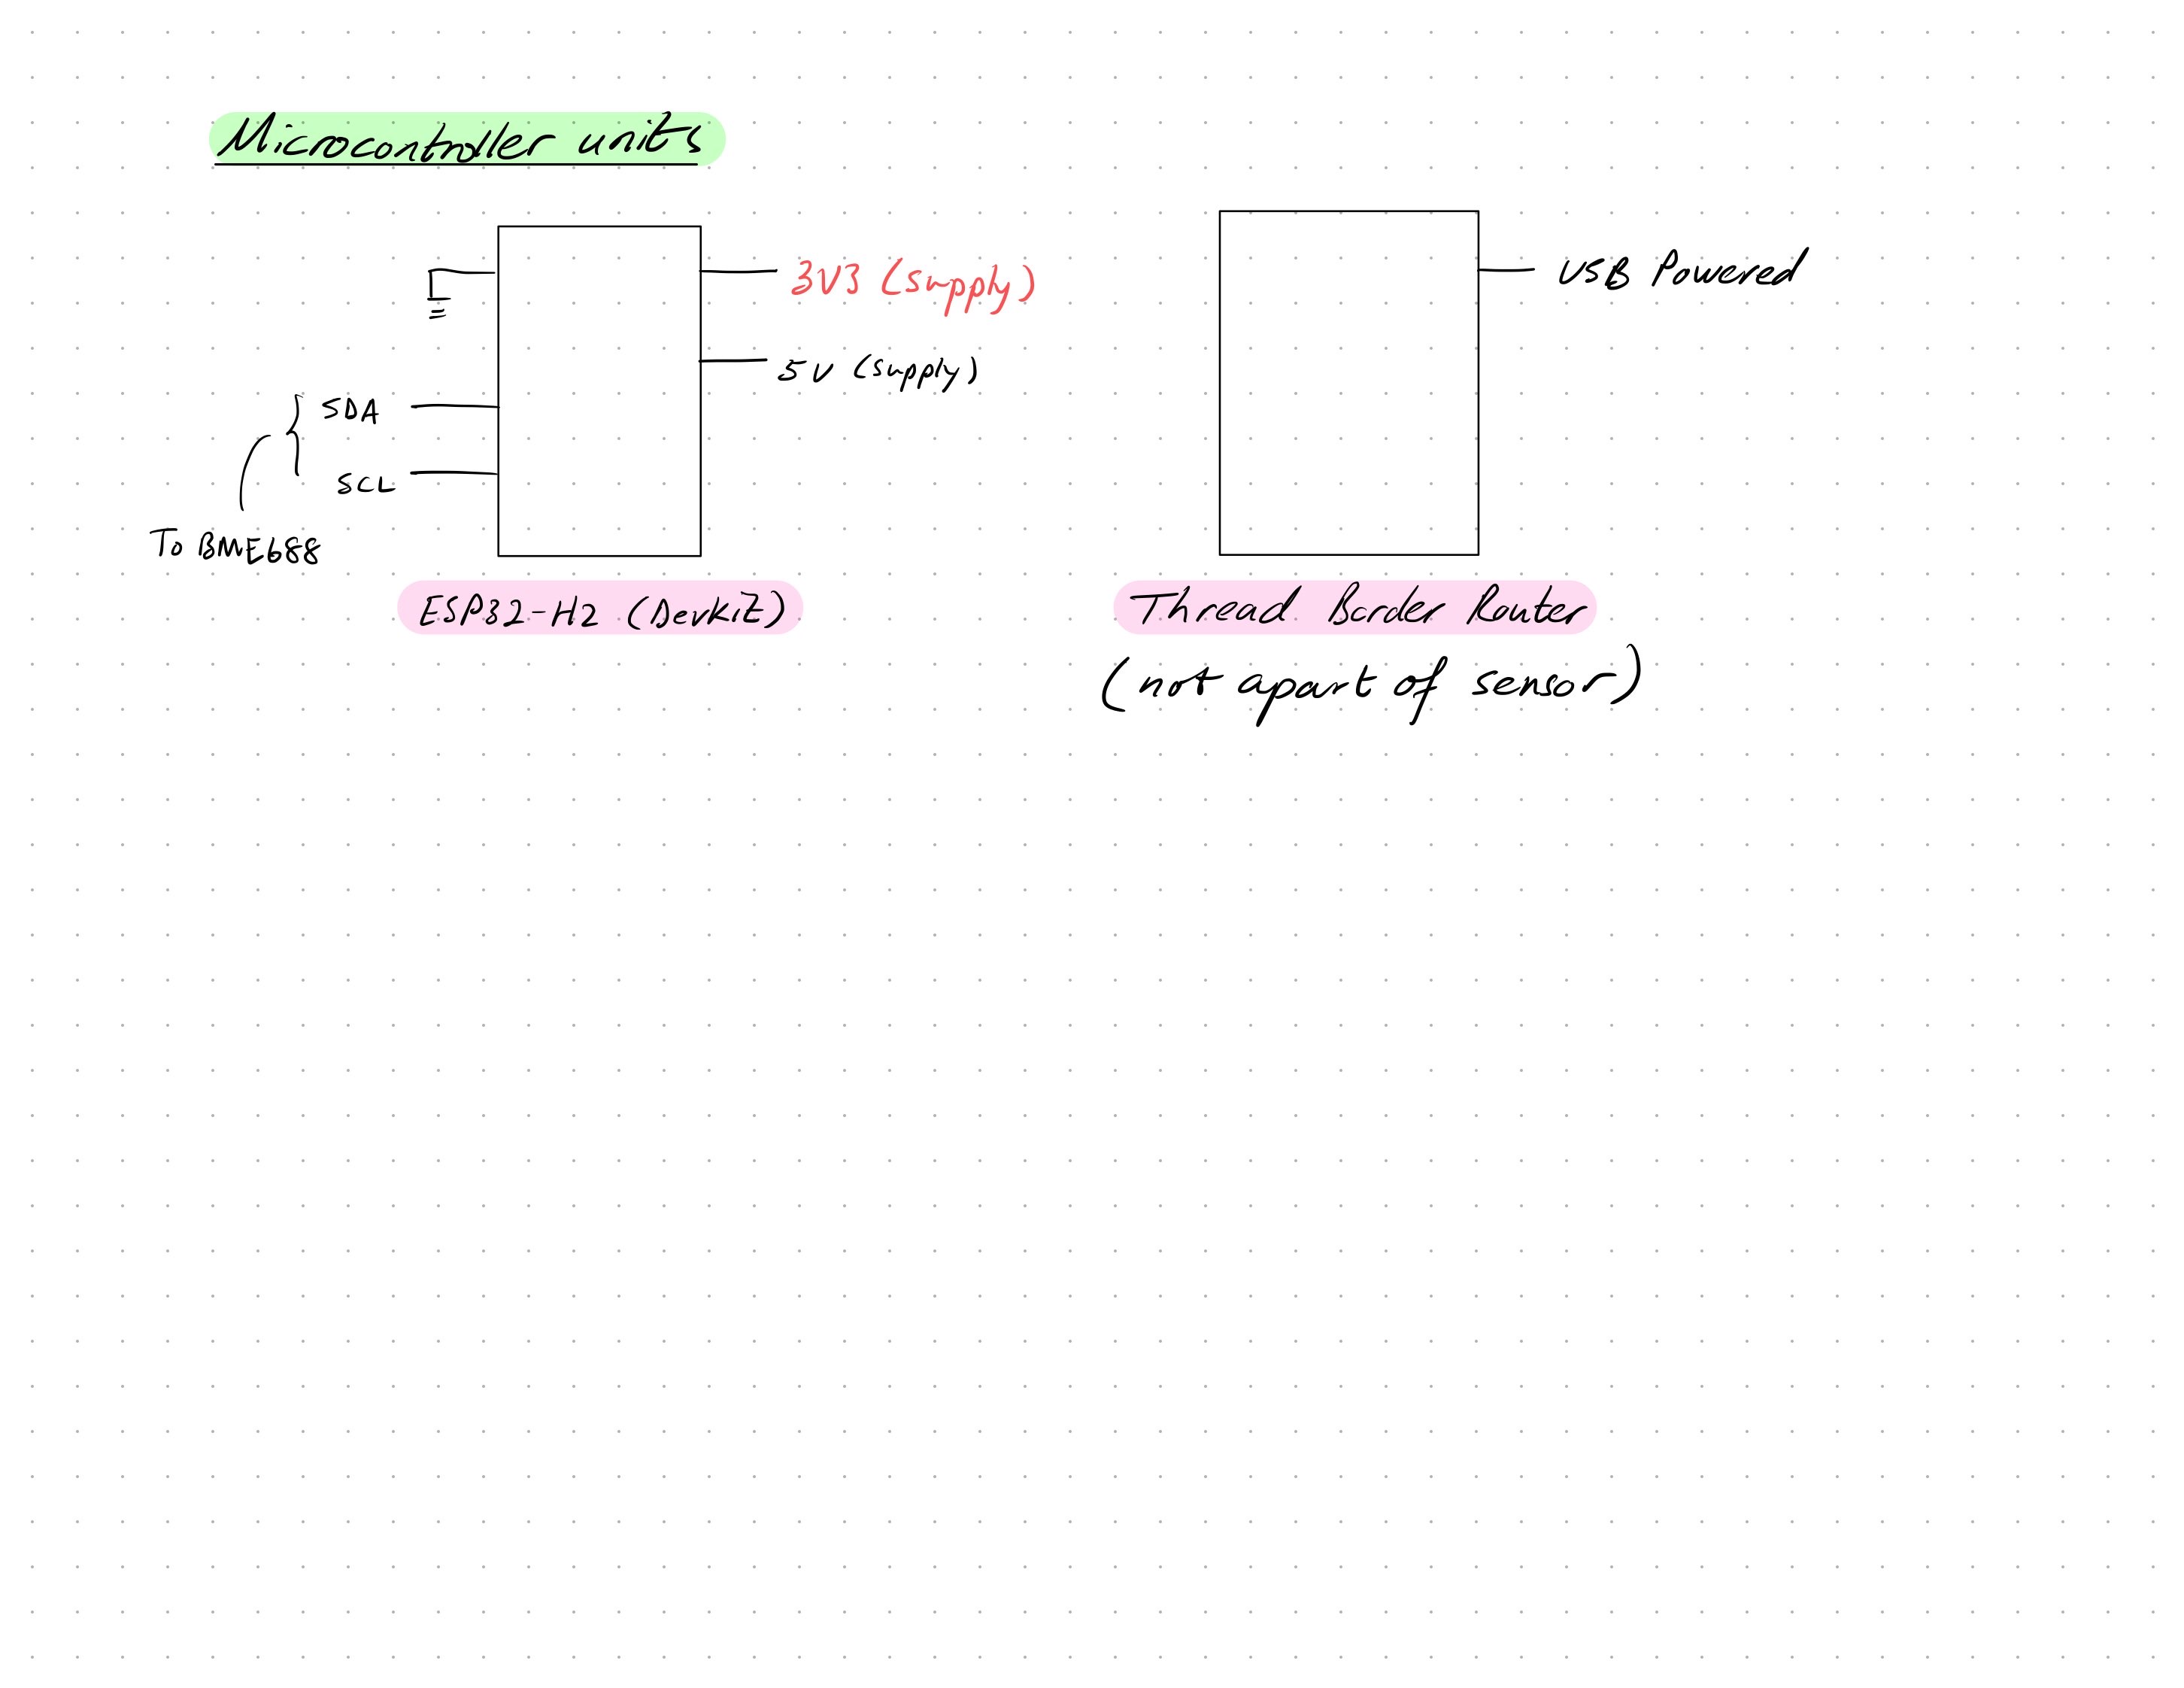 Microcontroller units
3V3 (supply)
5V (supply)
SDA
SCL
To BME688
ESP32-H2 (Devkit)
USB Powered
Thread Border Router
(not apart of sensor)